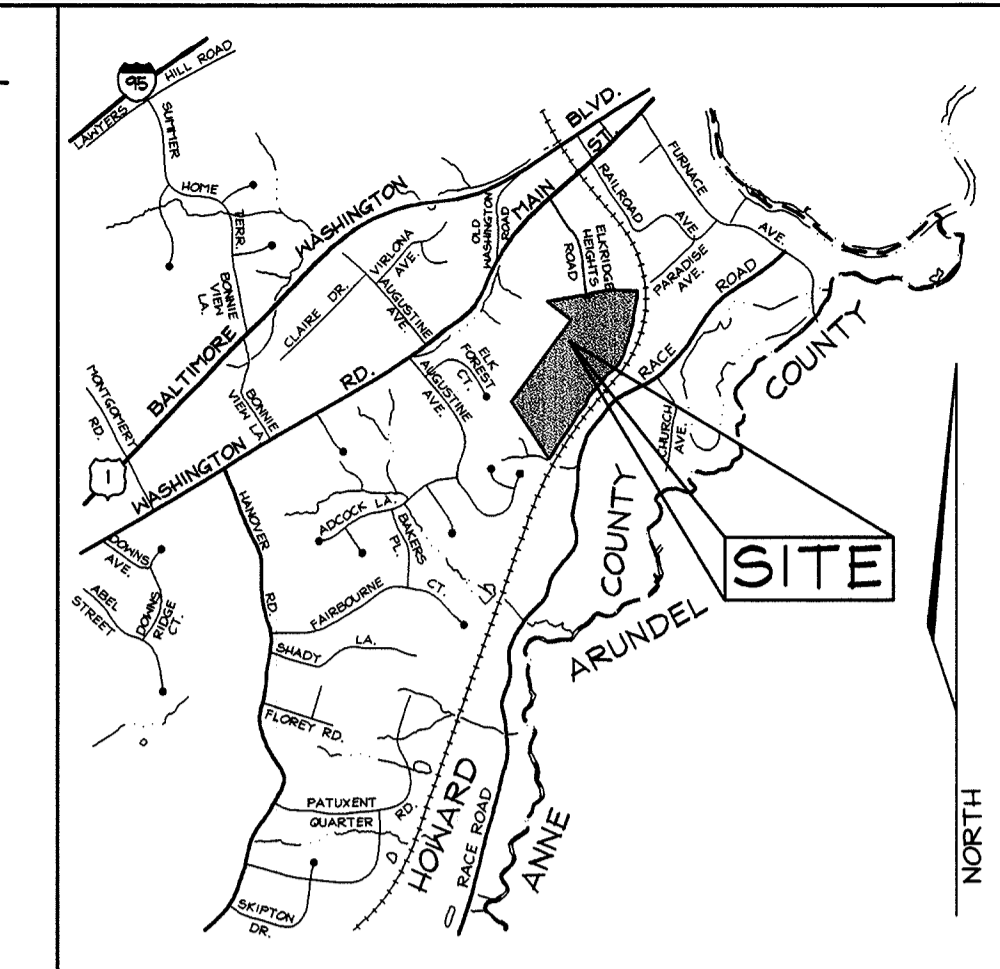 95
HILL ROAD
LAWYERS
SUMMER
HOME
TERR.
BONNIE
VIEW
LA.
BALTIMORE
WASHINGTON
BLVD.
OLD
WASHINGTON
ROAD
MAIN
ST.
RAILROAD
AVE.
FURNACE
AVE.
ELKRIDGE
HEIGHTS
ROAD
PARADISE
AVE.
RACE
ROAD
VIRLONA
AVE.
CLAIRE DR.
AUGUSTINE
AVE.
ELK
FOREST
CT.
AUGUSTINE
AVE.
MONTGOMERY
RD.
1
BONNIE
VIEW LA.
WASHINGTON
RD.
CHURCH
AVE.
COUNTY
COUNTY
SITE
HANOVER
RD.
ADCOCK LA.
BAKERS
PL.
DOWNS
AVE.
ABEL
STREET
DOWNS
RIDGE
CT.
FAIRBOURNE
CT.
SHADY
LA.
FLOREY RD.
ARUNDEL
ANNE
HOWARD
RACE ROAD
PATUXENT
QUARTER
RD.
SKIPTON
DR.
NORTH